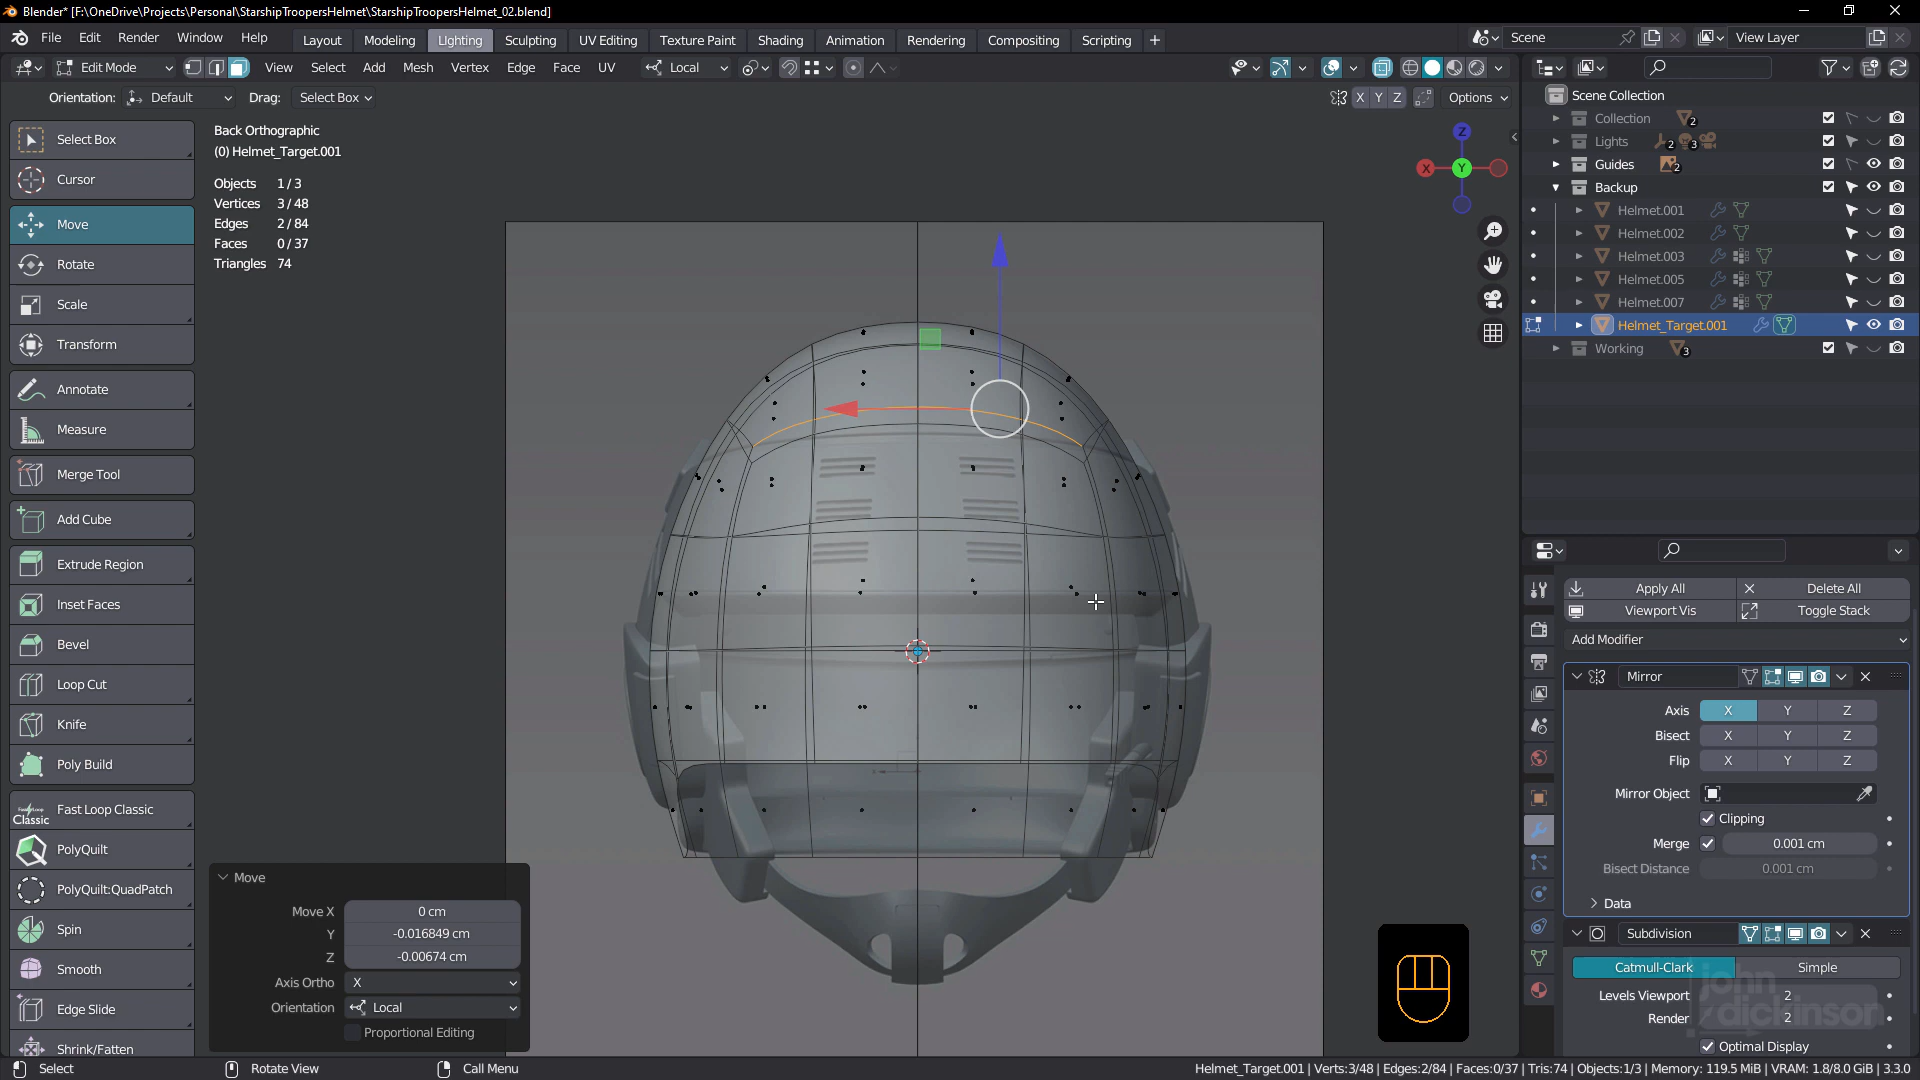 Blender* [F:\OneDrive\Projects\Personal\StarshipTroopersHelmet\StarshipTroopersHelmet_02.blend]
File Edit Render Window Help Layout Modeling Lighting Sculpting UV Editing Texture Paint Shading Animation Rendering Compositing Scripting + Scene View Layer
Edit Mode View Select Add Mesh Vertex Edge Face UV Local
Orientation: Default Drag: Select Box X Y Z Options
Select Box
Cursor
Move
Rotate
Scale
Transform
Annotate
Measure
Merge Tool
Add Cube
Extrude Region
Inset Faces
Bevel
Loop Cut
Knife
Poly Build
Fast Loop Classic
Classic
PolyQuilt
PolyQuilt:QuadPatch
Spin
Smooth
Edge Slide
Shrink/Fatten
Back Orthographic
(0) Helmet_Target.001
Objects 1 / 3
Vertices 3 / 48
Edges 2 / 84
Faces 0 / 37
Triangles 74
Z
X
Y
Move
Move X 0 cm
Y -0.016849 cm
Z -0.00674 cm
Axis Ortho X
Orientation Local
Proportional Editing
Scene Collection
Collection 2
Lights 2 3
Guides 2
Backup
Helmet.001
Helmet.002
Helmet.003
Helmet.005
Helmet.007
Helmet_Target.001
Working 3
Apply All Delete All
Viewport Vis Toggle Stack
Add Modifier
Mirror
Axis X Y Z
Bisect X Y Z
Flip X Y Z
Mirror Object
Clipping
Merge 0.001 cm
Bisect Distance 0.001 cm
Data
Subdivision
Catmull-Clark Simple
Levels Viewport 2
Render 2
Optimal Display
john
dickinson
Select Rotate View Call Menu
Helmet_Target.001 | Verts:3/48 | Edges:2/84 | Faces:0/37 | Tris:74 | Objects:1/3 | Memory: 119.5 MiB | VRAM: 1.8/8.0 GiB | 3.3.0